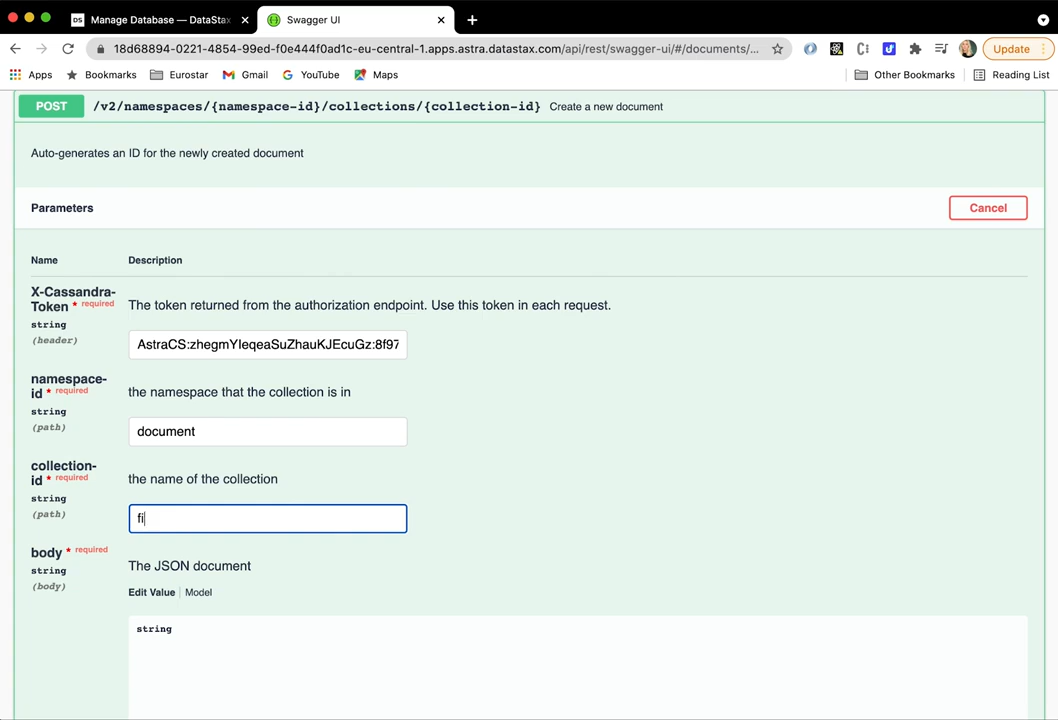 DS Manage Database — DataStax
Swagger UI
18d68894-0221-4854-99ed-f0e444f0ad1c-eu-central-1.apps.astra.datastax.com/api/rest/swagger-ui/#/documents/...
Update
Apps Bookmarks Eurostar Gmail YouTube Maps Other Bookmarks Reading List
POST /v2/namespaces/{namespace-id}/collections/{collection-id} Create a new document
Auto-generates an ID for the newly created document
Parameters
Cancel
Name Description
X-Cassandra-
Token * required
string
(header)
The token returned from the authorization endpoint. Use this token in each request.
AstraCS:zhegmYIeqeaSuZhauKJEcuGz:8f97
namespace-
id * required
string
(path)
the namespace that the collection is in
document
collection-
id * required
string
(path)
the name of the collection
fi
body * required
string
(body)
The JSON document
Edit Value Model
string